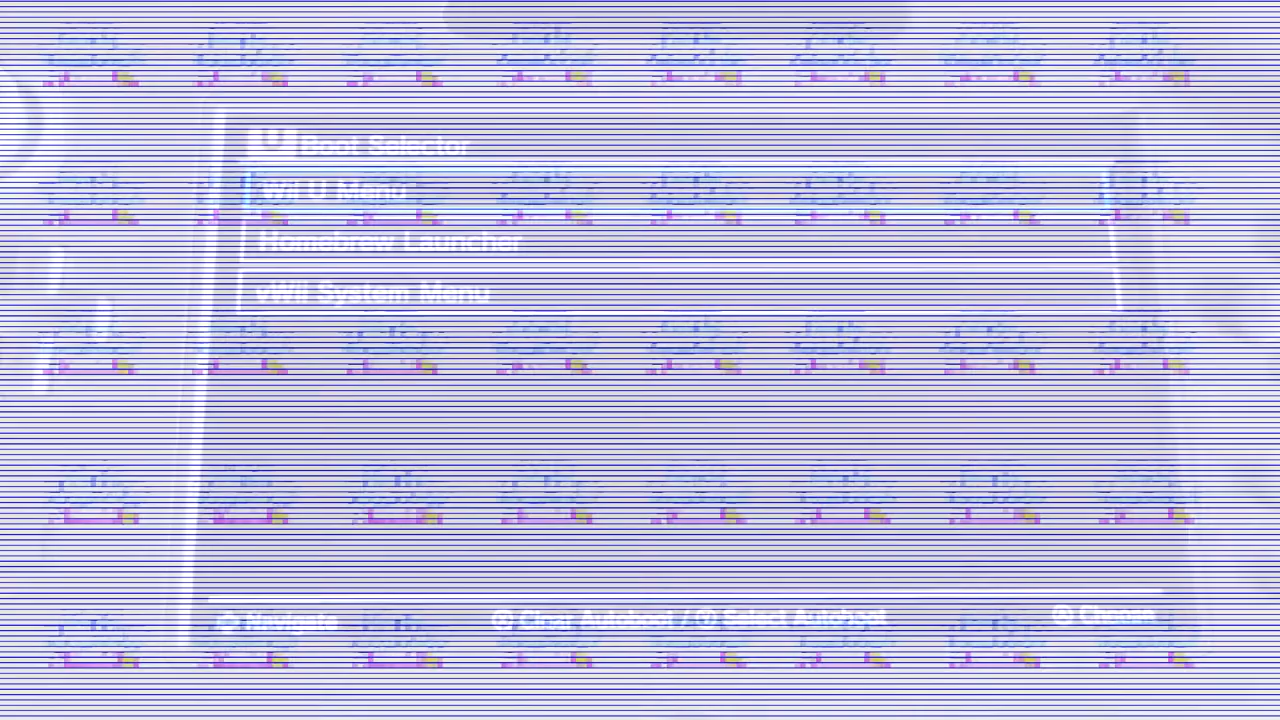 U Boot Selector
Wii U Menu
Homebrew Launcher
vWii System Menu
Navigate
Clear Autoboot / Select Autoboot
Choose